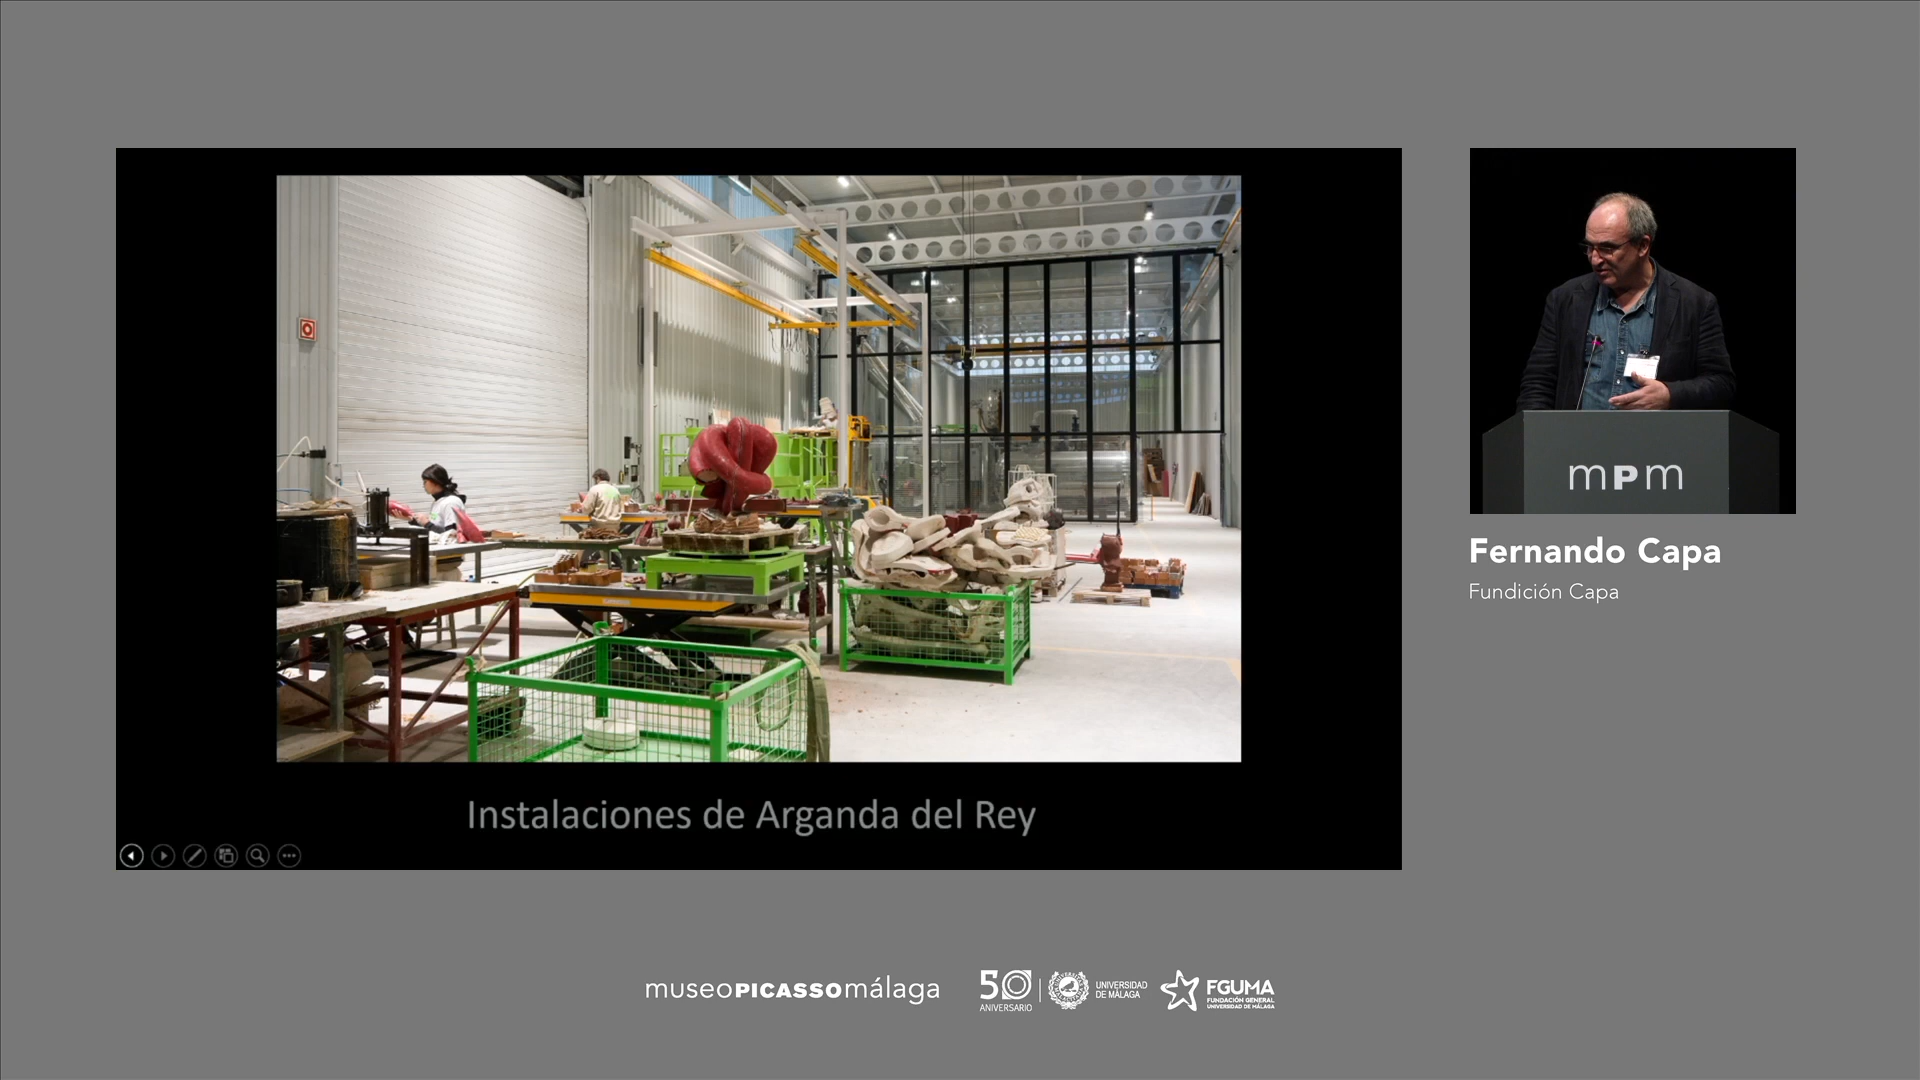 mPm
Fernando Capa
Fundición Capa
Instalaciones de Arganda del Rey
museoPICASSOmálaga
50
ANIVERSARIO
UNIVERSIDAD
DE MÁLAGA
FGUMA
FUNDACIÓN GENERAL
UNIVERSIDAD DE MÁLAGA